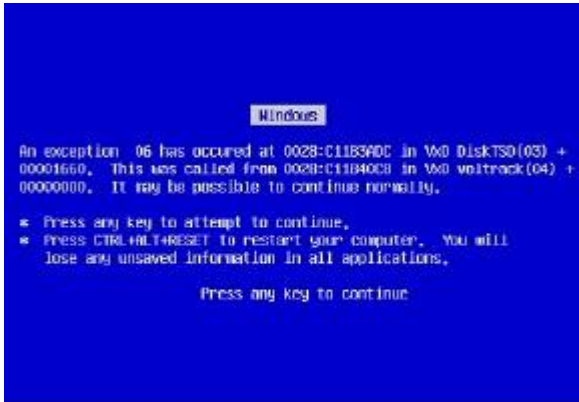 Windows
An exception 06 has occured at 0028:C11B3ADC in VxD DiskTSD(03) +
00001660. This was called from 0028:C11B40C8 in VxD voltrack(04) +
00000000. It may be possible to continue normally.
* Press any key to attempt to continue.
* Press CTRL+ALT+RESET to restart your computer. You will
lose any unsaved information in all applications.
Press any key to continue